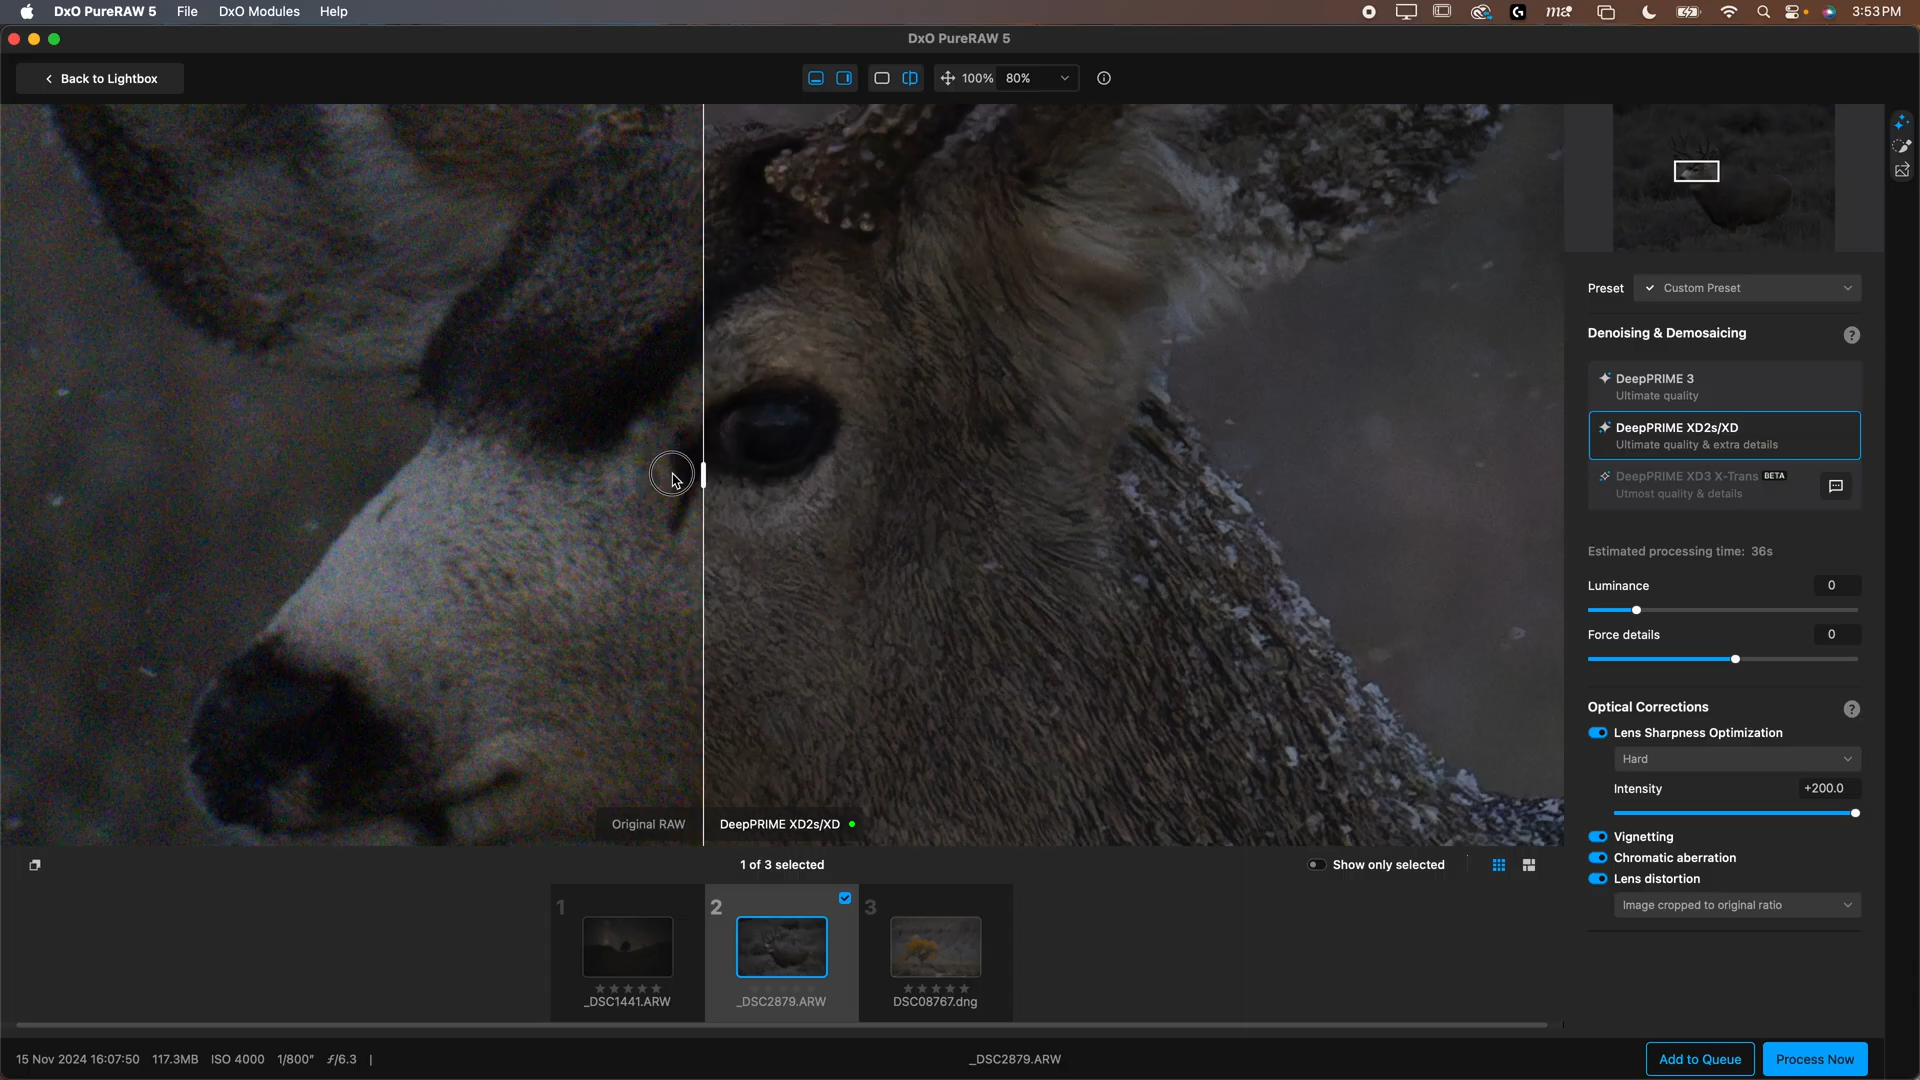 DxO PureRAW 5 File DxO Modules Help 3:53 PM
DxO PureRAW 5
Back to Lightbox 100% 80%
Preset Custom Preset
Denoising & Demosaicing ?
DeepPRIME 3
Ultimate quality
DeepPRIME XD2s/XD
Ultimate quality & extra details
DeepPRIME XD3 X-Trans BETA
Utmost quality & details
Estimated processing time: 36s
Luminance 0
Force details 0
Optical Corrections ?
Lens Sharpness Optimization
Hard
Intensity +200.0
Vignetting
Chromatic aberration
Lens distortion
Image cropped to original ratio
Original RAW DeepPRIME XD2s/XD
1 of 3 selected Show only selected
1 2 3
_DSC1441.ARW _DSC2879.ARW DSC08767.dng
15 Nov 2024 16:07:50 117.3MB ISO 4000 1/800" ƒ/6.3 | _DSC2879.ARW Add to Queue Process Now